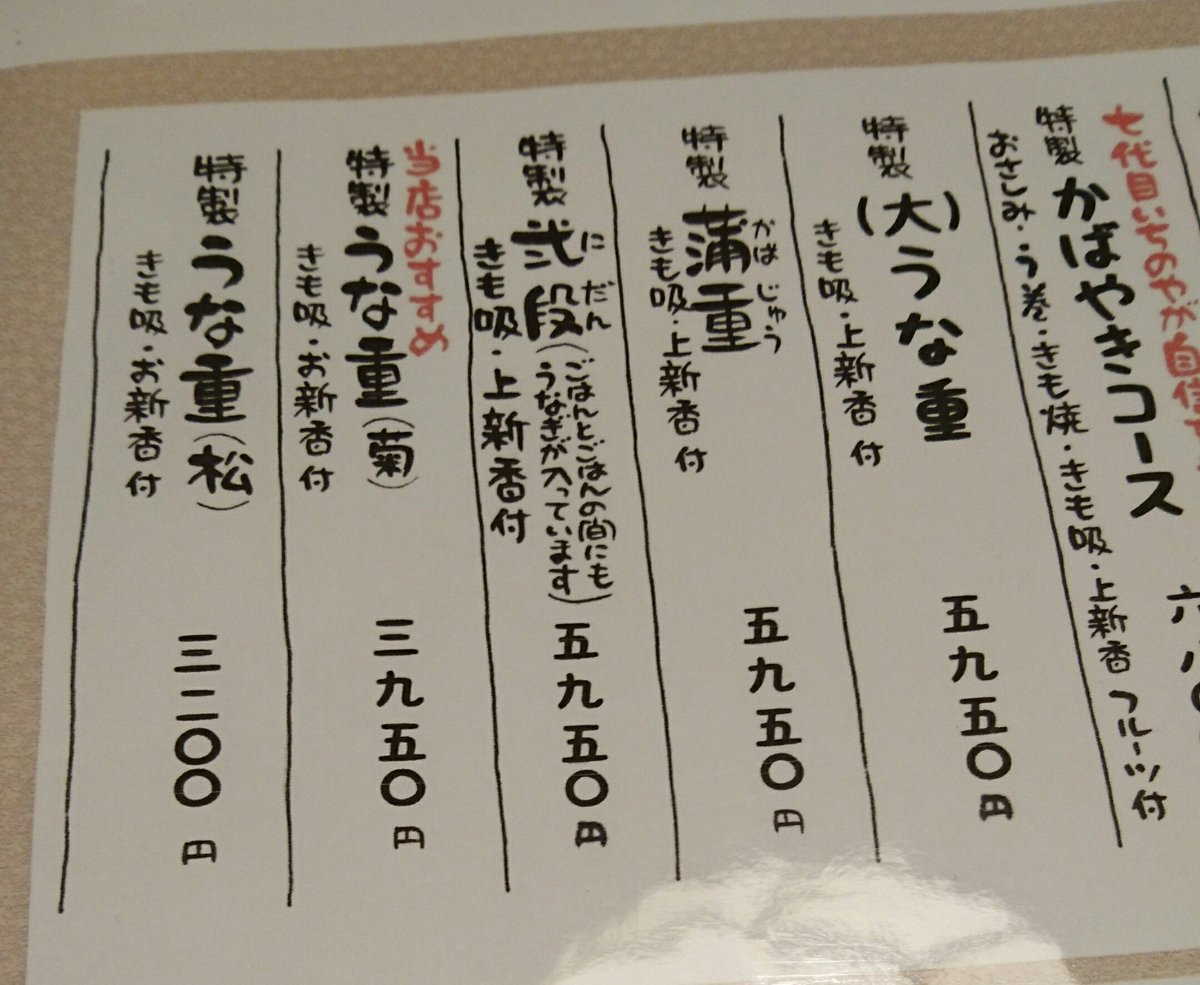 七代目いちのやが自信
特製 かばやきコース
おさしみ・う巻・きも焼・きも吸・上新香 フルーツ付
特製 (大)うな重 五九五〇円
きも吸・上新香付
特製 蒲重 五九五〇円
かば じゅう
きも吸・上新香付
特製 弐段(ごはんとごはんの間にも
うなぎが入っています) 五九五〇円
に だん
きも吸・上新香付
当店おすすめ
特製 うな重(菊) 三九五〇円
きも吸・お新香付
特製 うな重(松) 三二〇〇円
きも吸・お新香付